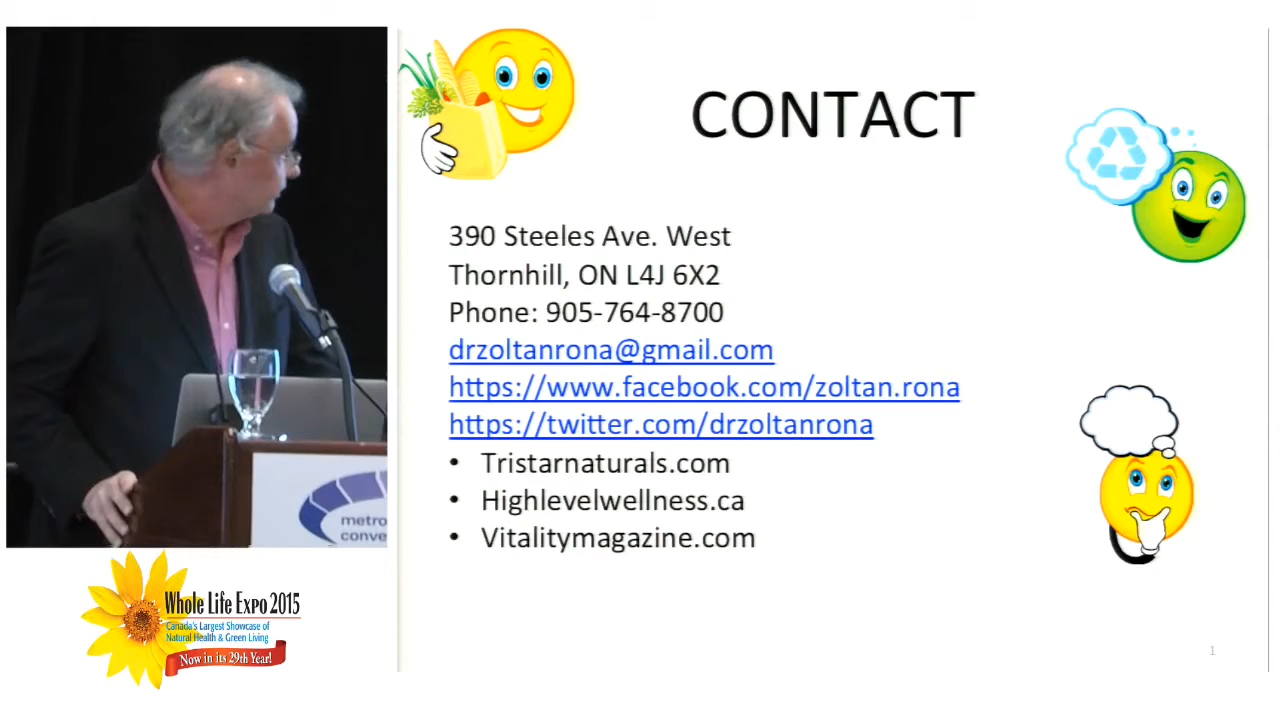 CONTACT
390 Steeles Ave. West
Thornhill, ON L4J 6X2
Phone: 905-764-8700
drzoltanrona@gmail.com
https://www.facebook.com/zoltan.rona
https://twitter.com/drzoltanrona
• Tristarnaturals.com
• Highlevelwellness.ca
• Vitalitymagazine.com
metro
conve
Whole Life Expo 2015
Canada's Largest Showcase of
Natural Health & Green Living
Now in its 29th Year!
1